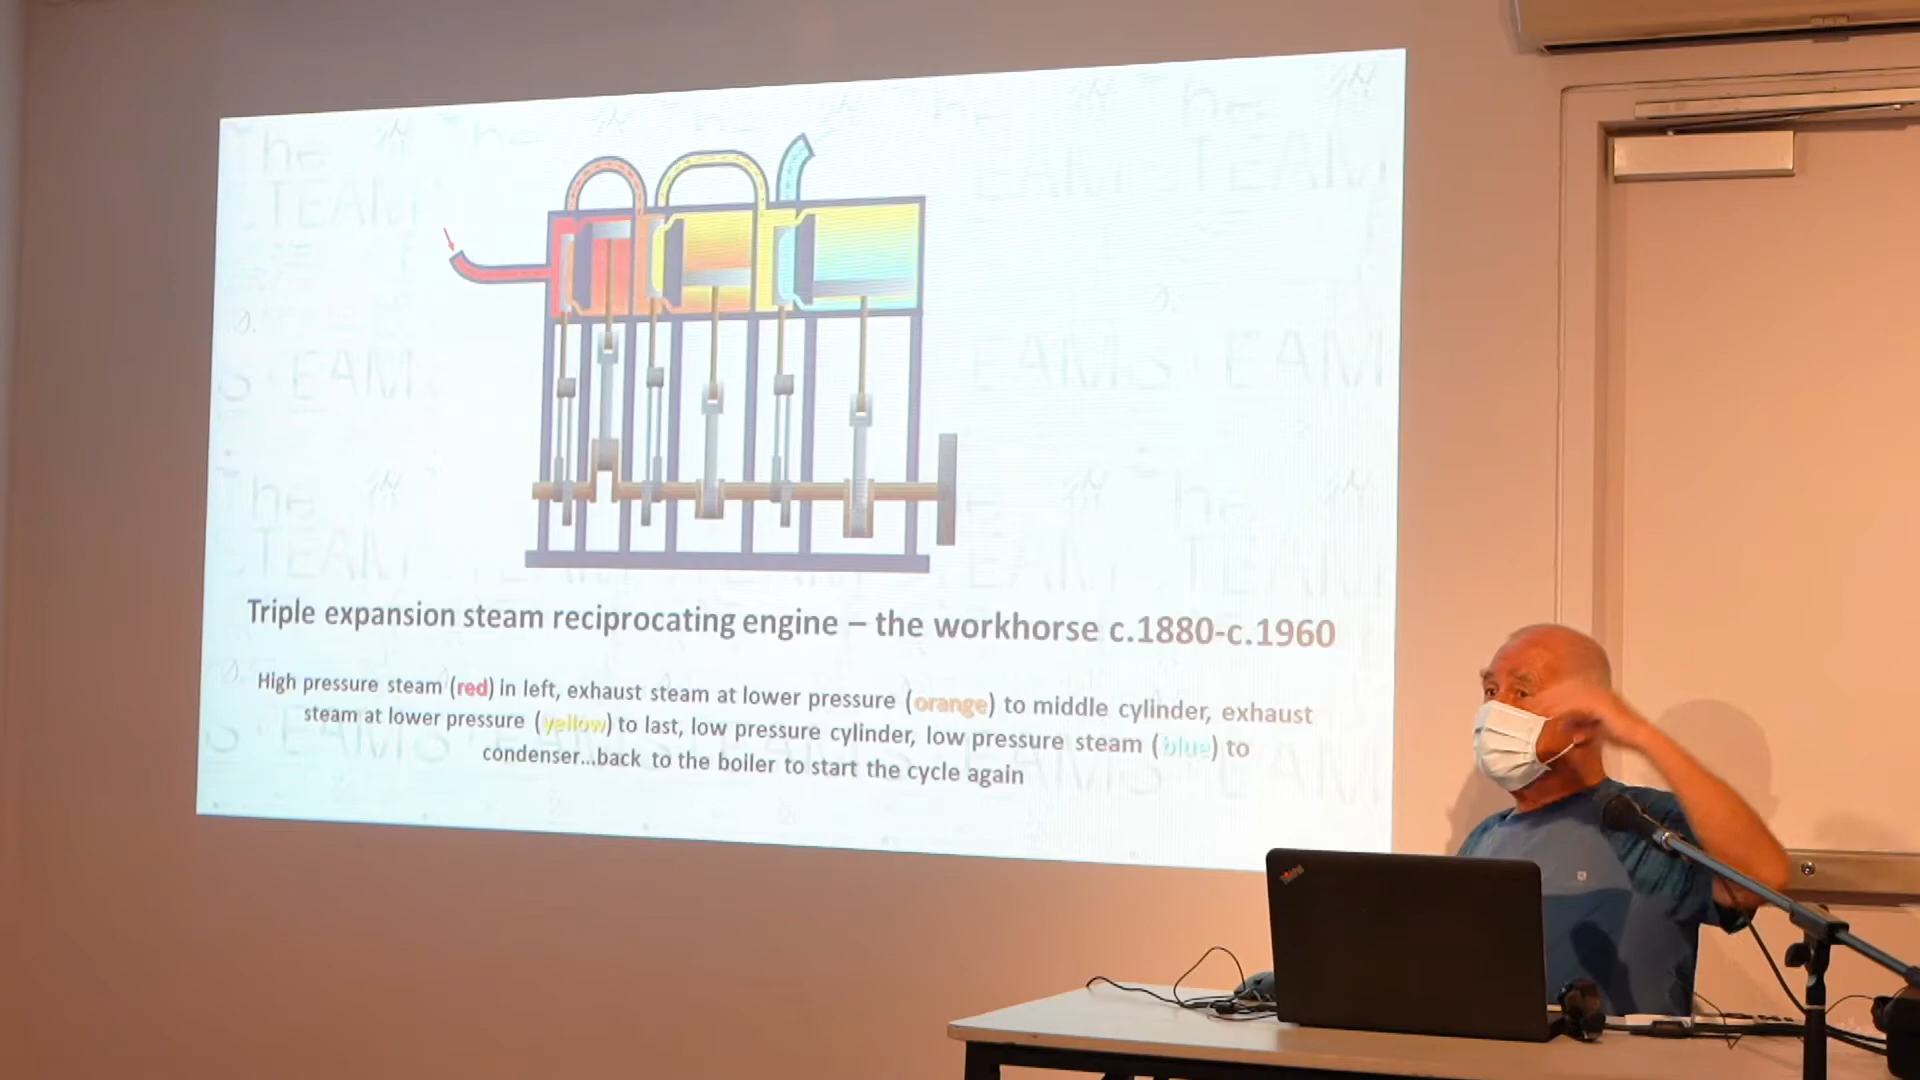 Triple expansion steam reciprocating engine – the workhorse c.1880-c.1960
High pressure steam (red) in left, exhaust steam at lower pressure (orange) to middle cylinder, exhaust
steam at lower pressure (yellow) to last, low pressure cylinder, low pressure steam (blue) to
condenser...back to the boiler to start the cycle again
ThinkPad